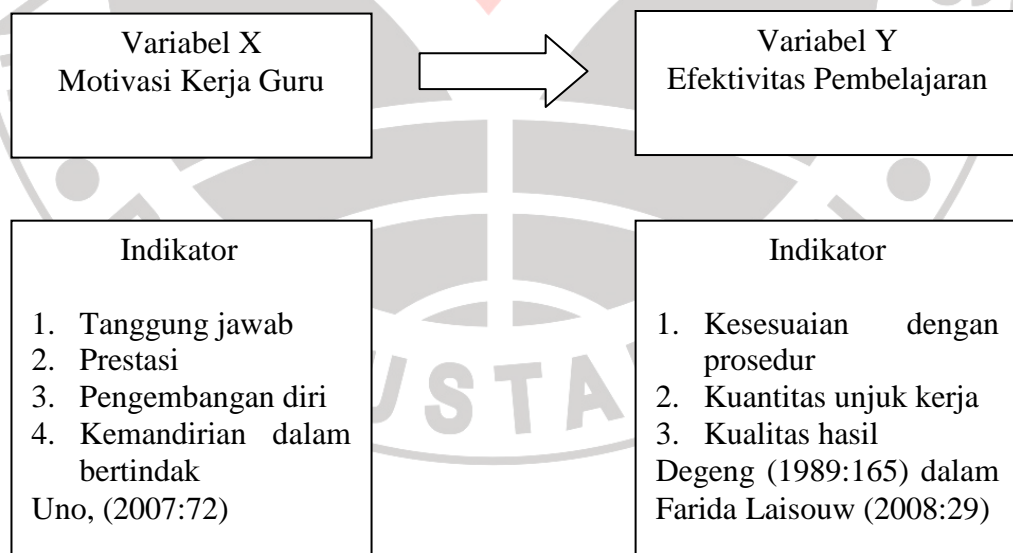 Variabel X
Motivasi Kerja Guru
Variabel Y
Efektivitas Pembelajaran
Indikator
1. Tanggung jawab
2. Prestasi
3. Pengembangan diri
4. Kemandirian dalam
bertindak
Uno, (2007:72)
Indikator
1. Kesesuaian dengan
prosedur
2. Kuantitas unjuk kerja
3. Kualitas hasil
Degeng (1989:165) dalam
Farida Laisouw (2008:29)
USTA